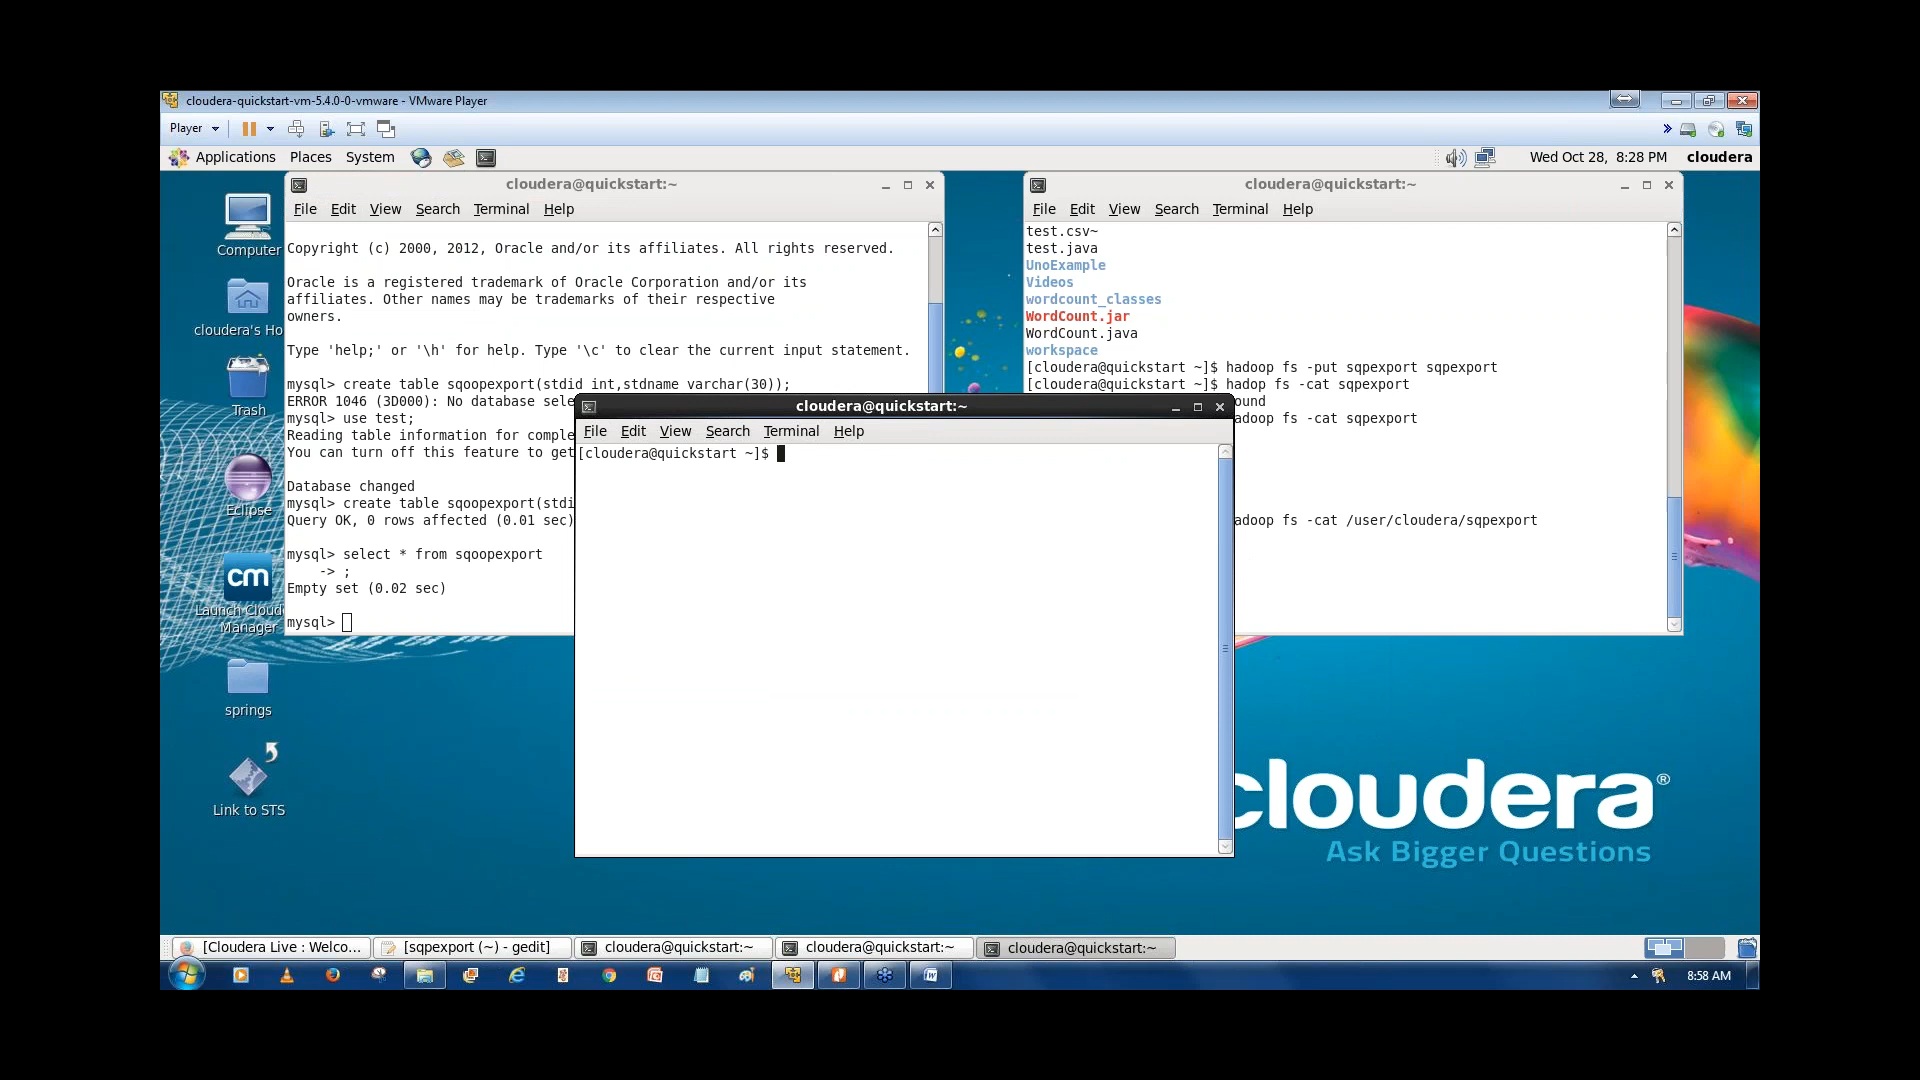 cloudera-quickstart-vm-5.4.0-0-vmware - VMware Player
Player
Applications Places System
Wed Oct 28, 8:28 PM cloudera
Computer
cloudera's Ho
Trash
Eclipse
cm
Launch Cloud
Manager
springs
Link to STS
cloudera@quickstart:~
File Edit View Search Terminal Help
Copyright (c) 2000, 2012, Oracle and/or its affiliates. All rights reserved.
Oracle is a registered trademark of Oracle Corporation and/or its
affiliates. Other names may be trademarks of their respective
owners.
Type 'help;' or '\h' for help. Type '\c' to clear the current input statement.
mysql> create table sqoopexport(stdid int,stdname varchar(30));
ERROR 1046 (3D000): No database sele
mysql> use test;
Reading table information for comple
You can turn off this feature to get
Database changed
mysql> create table sqoopexport(stdi
Query OK, 0 rows affected (0.01 sec)
mysql> select * from sqoopexport
-> ;
Empty set (0.02 sec)
mysql>
cloudera@quickstart:~
File Edit View Search Terminal Help
test.csv~
test.java
UnoExample
Videos
wordcount_classes
WordCount.jar
WordCount.java
workspace
[cloudera@quickstart ~]$ hadoop fs -put sqpexport sqpexport
[cloudera@quickstart ~]$ hadop fs -cat sqpexport
ound
adoop fs -cat sqpexport
adoop fs -cat /user/cloudera/sqpexport
cloudera@quickstart:~
File Edit View Search Terminal Help
[cloudera@quickstart ~]$
cloudera®
Ask Bigger Questions
[Cloudera Live : Welco... [sqpexport (~) - gedit] cloudera@quickstart:~ cloudera@quickstart:~ cloudera@quickstart:~
8:58 AM